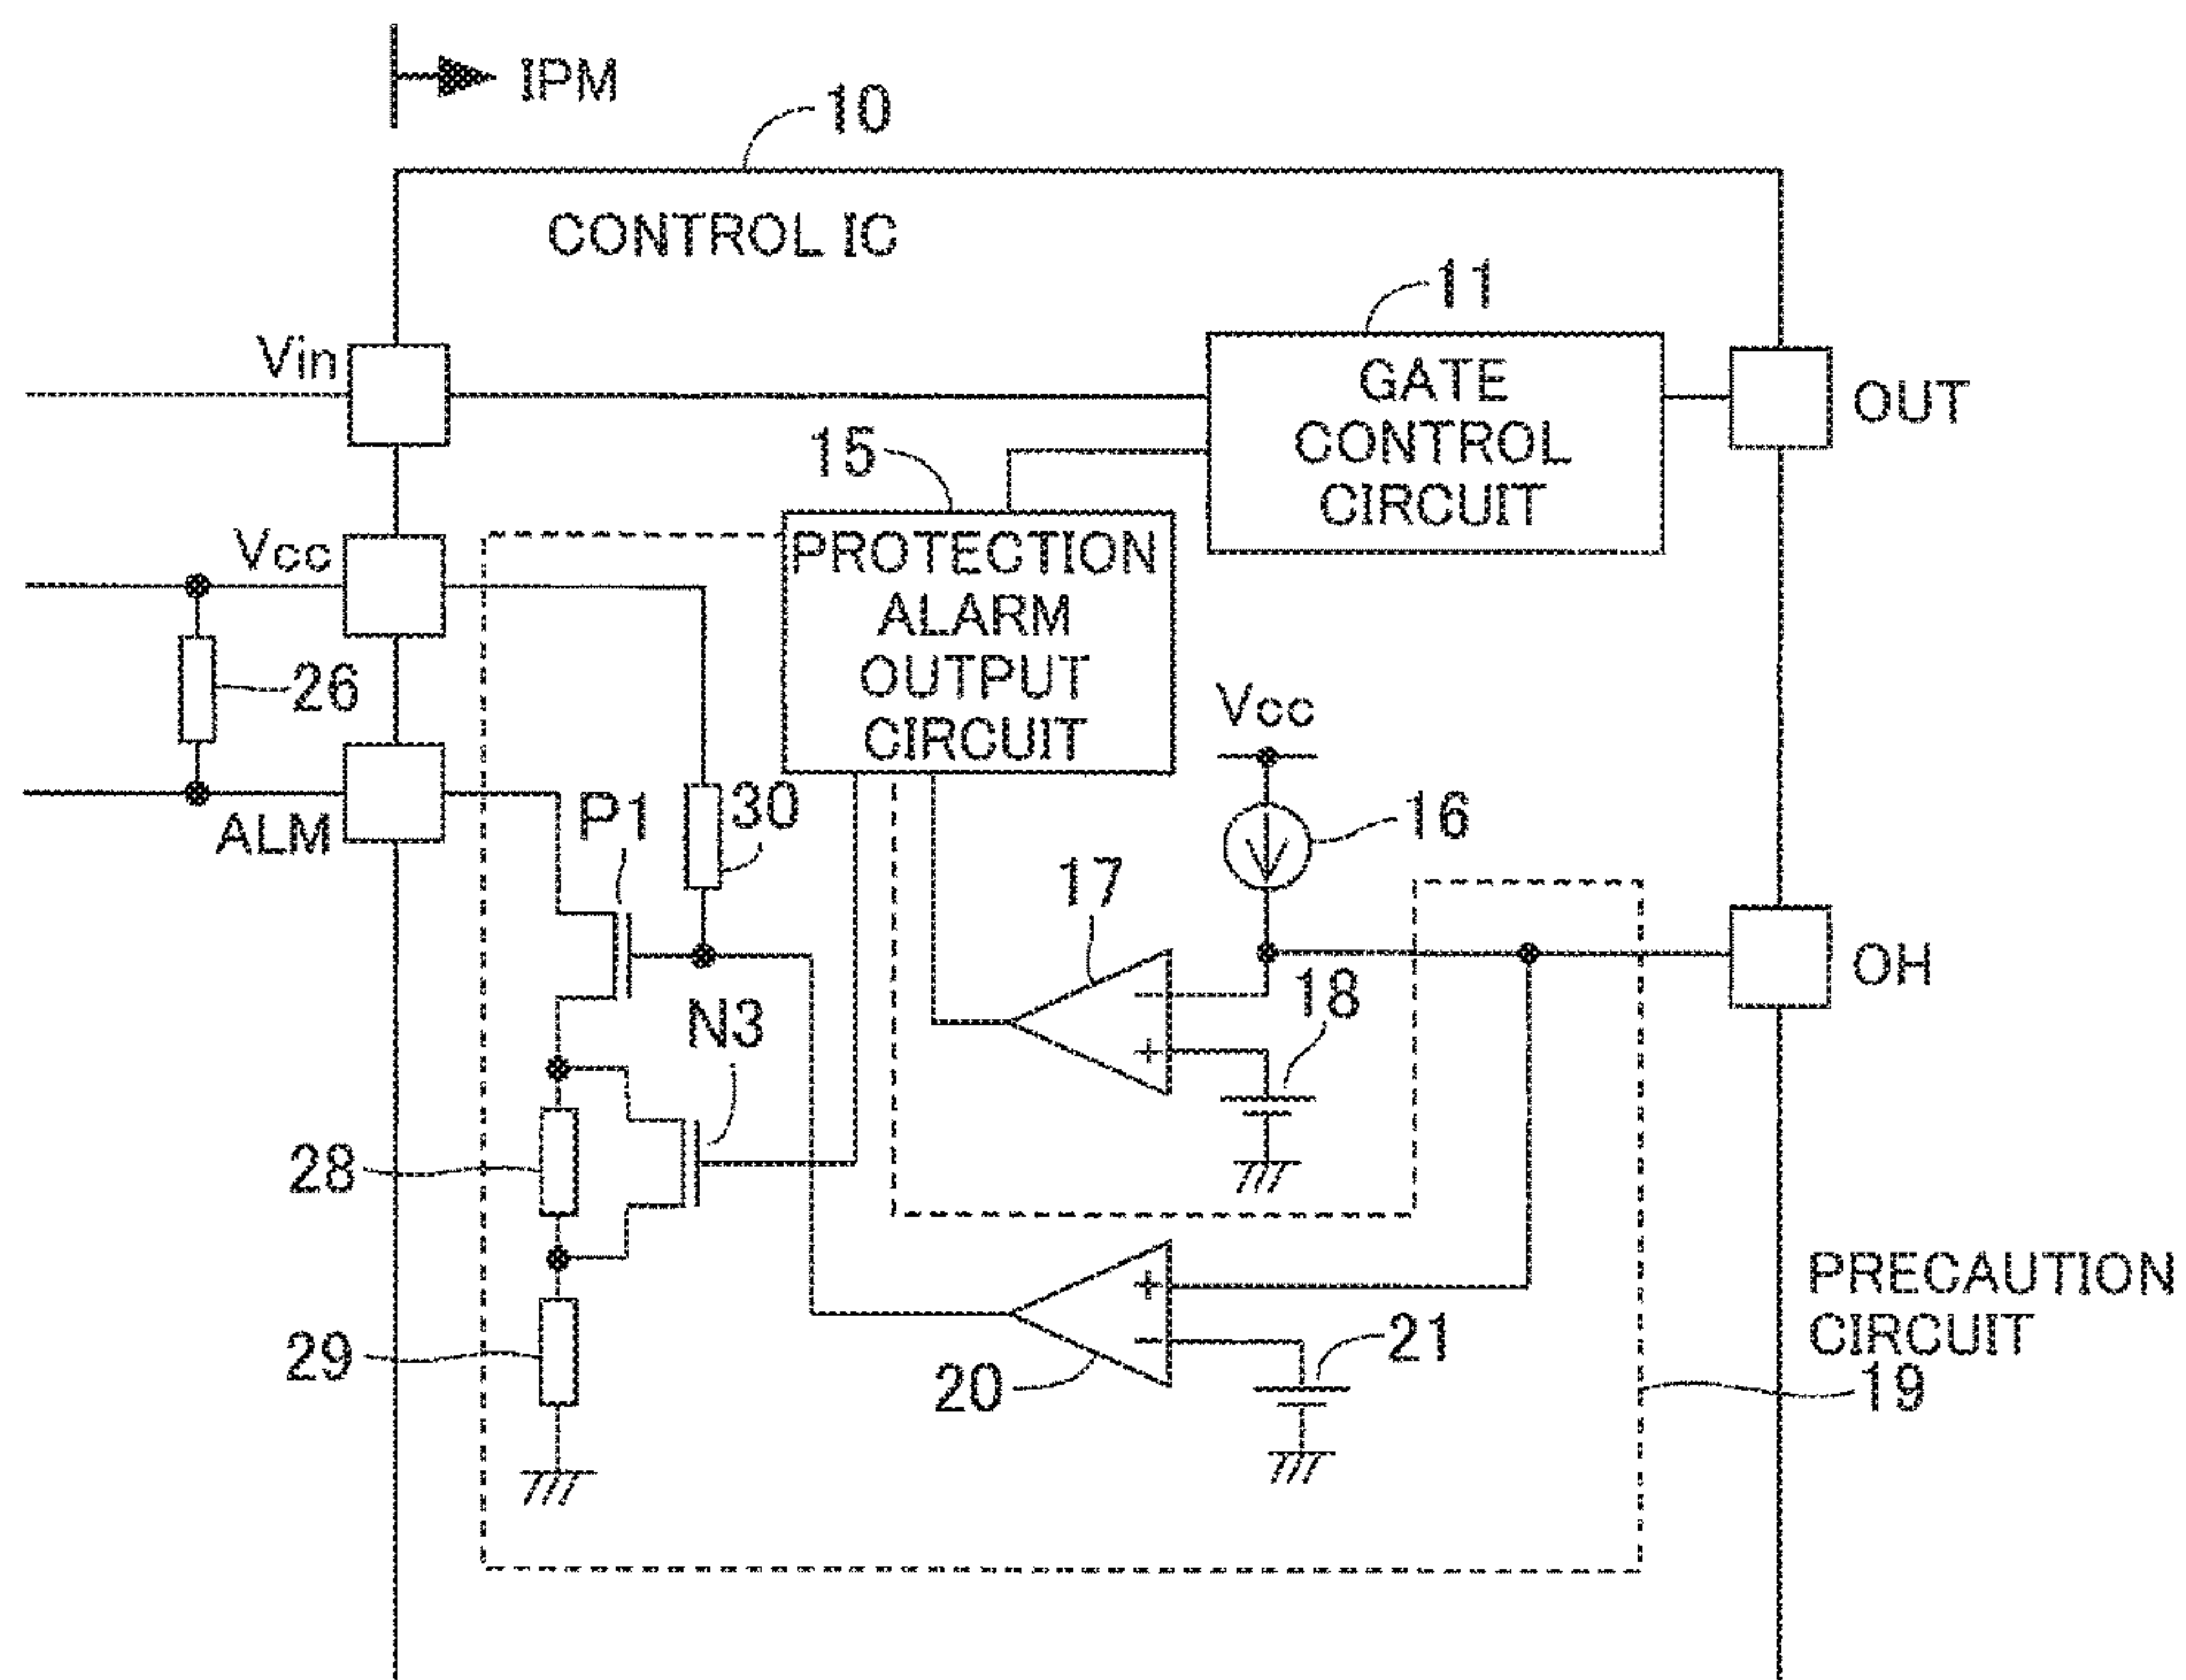 IPM
10
CONTROL IC
11
Vin
GATE
CONTROL
CIRCUIT
OUT
15
Vcc
PROTECTION
ALARM
OUTPUT
CIRCUIT
26
Vcc
ALM
P1
30
16
17
OH
18
N3
28
PRECAUTION
CIRCUIT
19
29
20
21